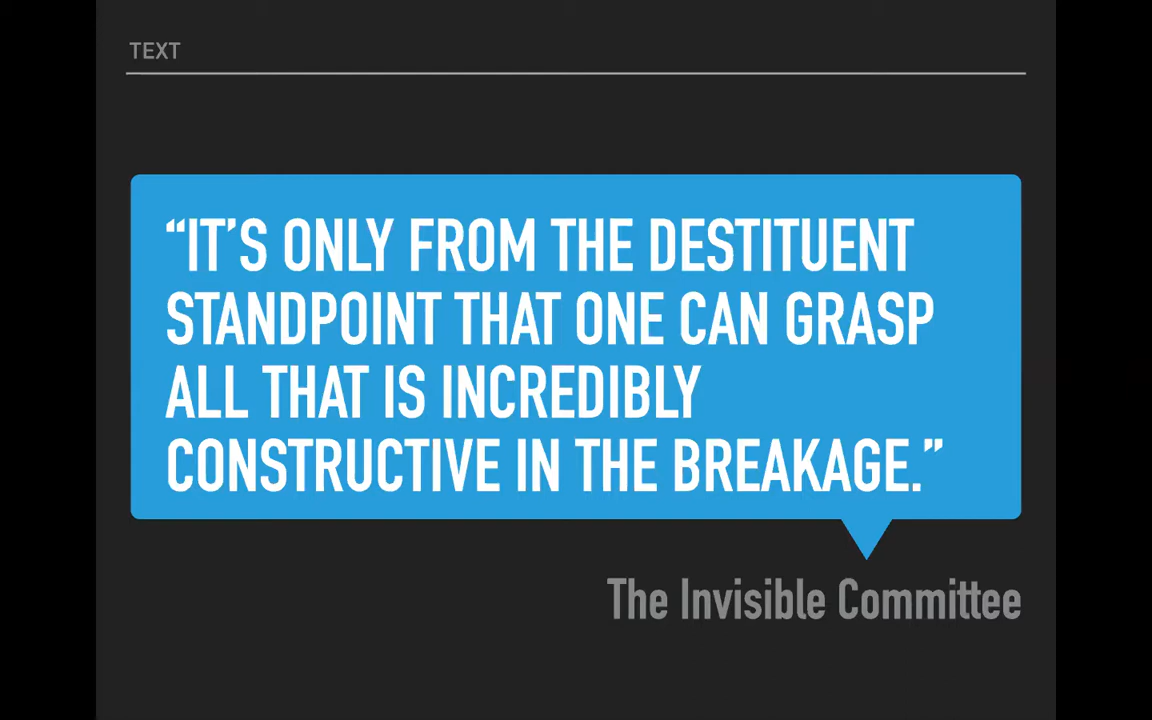 TEXT
“IT’S ONLY FROM THE DESTITUENT
STANDPOINT THAT ONE CAN GRASP
ALL THAT IS INCREDIBLY
CONSTRUCTIVE IN THE BREAKAGE.”
The Invisible Committee